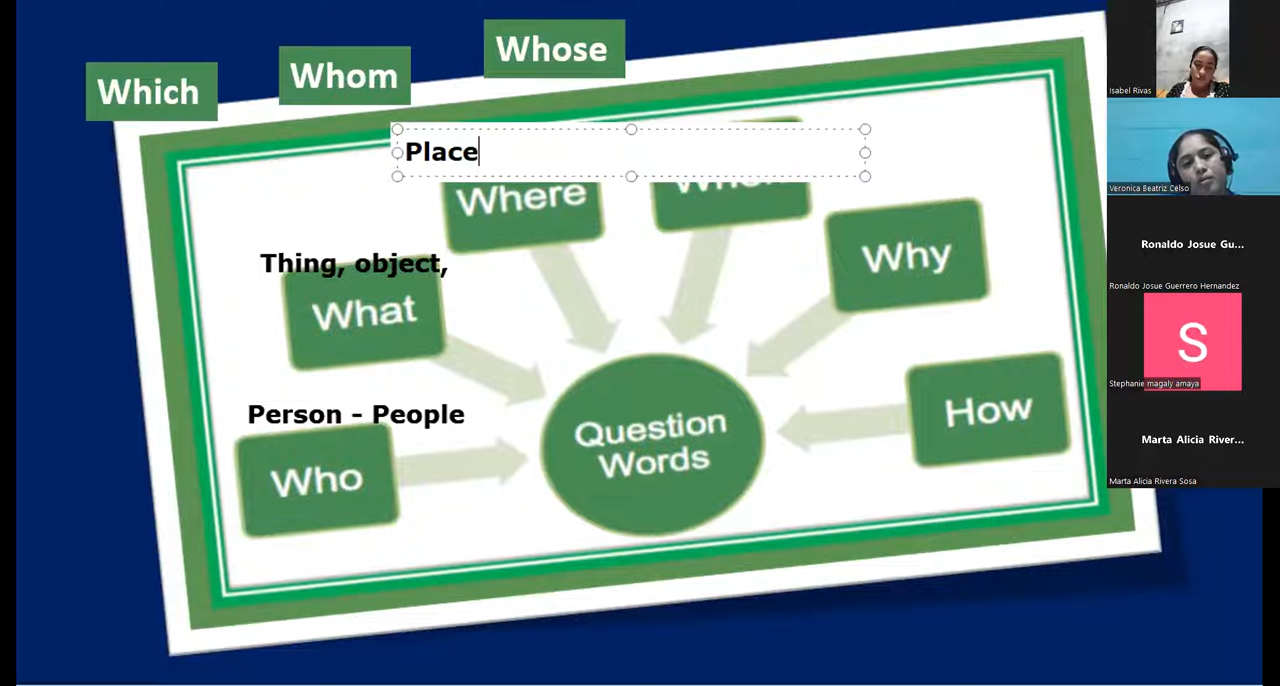 Whose
Whom
Which
Place
Where
Why
Thing, object,
What
Person - People
Who
Question
Words
How
Isabel Rivas
Veronica Beatriz Celso
Ronaldo Josue Gu...
Ronaldo Josue Guerrero Hernandez
S
Stephanie magaly amaya
Marta Alicia River...
Marta Alicia Rivera Sosa